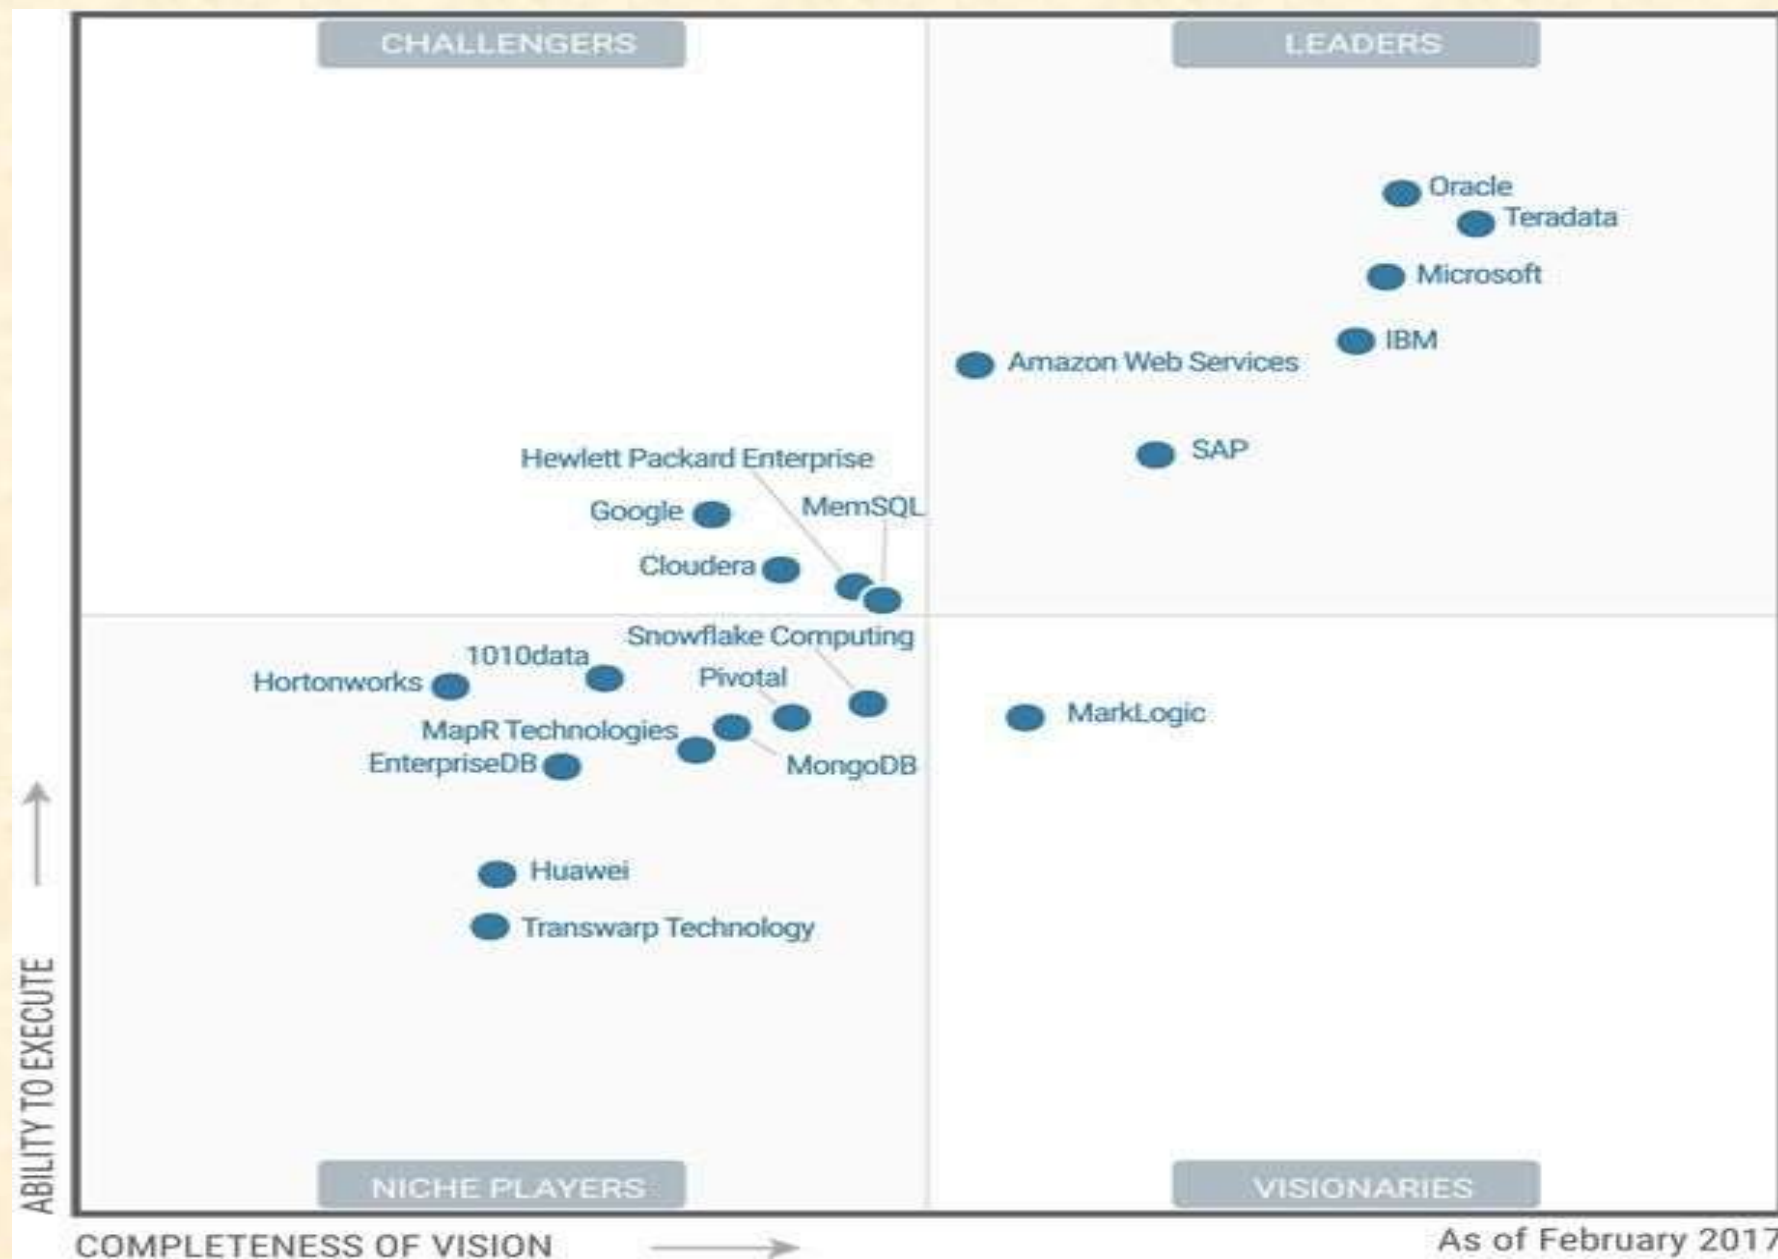 CHALLENGERS
LEADERS
Oracle
Teradata
Microsoft
IBM
Amazon Web Services
SAP
Hewlett Packard Enterprise
Google
MemSQL
Cloudera
Snowflake Computing
1010data
Pivotal
Hortonworks
MarkLogic
MapR Technologies
EnterpriseDB
MongoDB
Huawei
Transwarp Technology
ABILITY TO EXECUTE
NICHE PLAYERS
VISIONARIES
COMPLETENESS OF VISION
As of February 2017